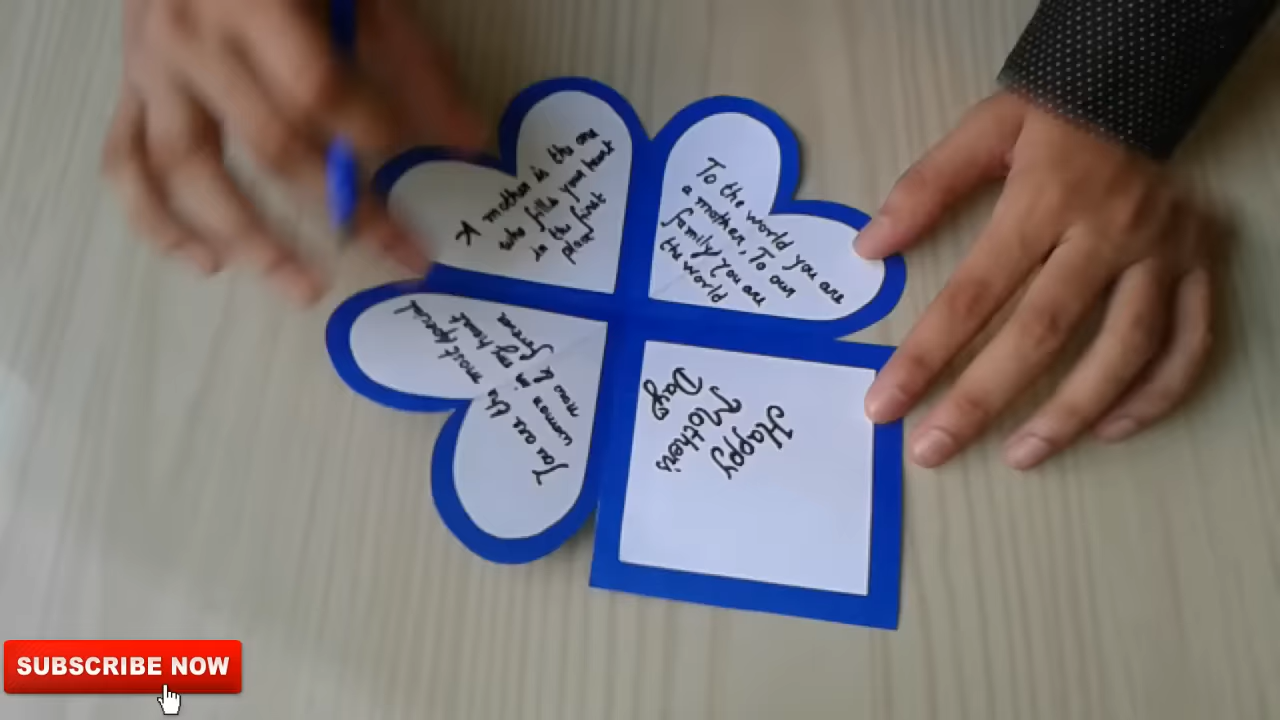 K mother is the one
who fills your heart
in the first
place
To the world you are
a mother, To our
family, you are
the world
You are the most special
woman in my heart
now & forever
Happy
Mother's
Day
SUBSCRIBE NOW